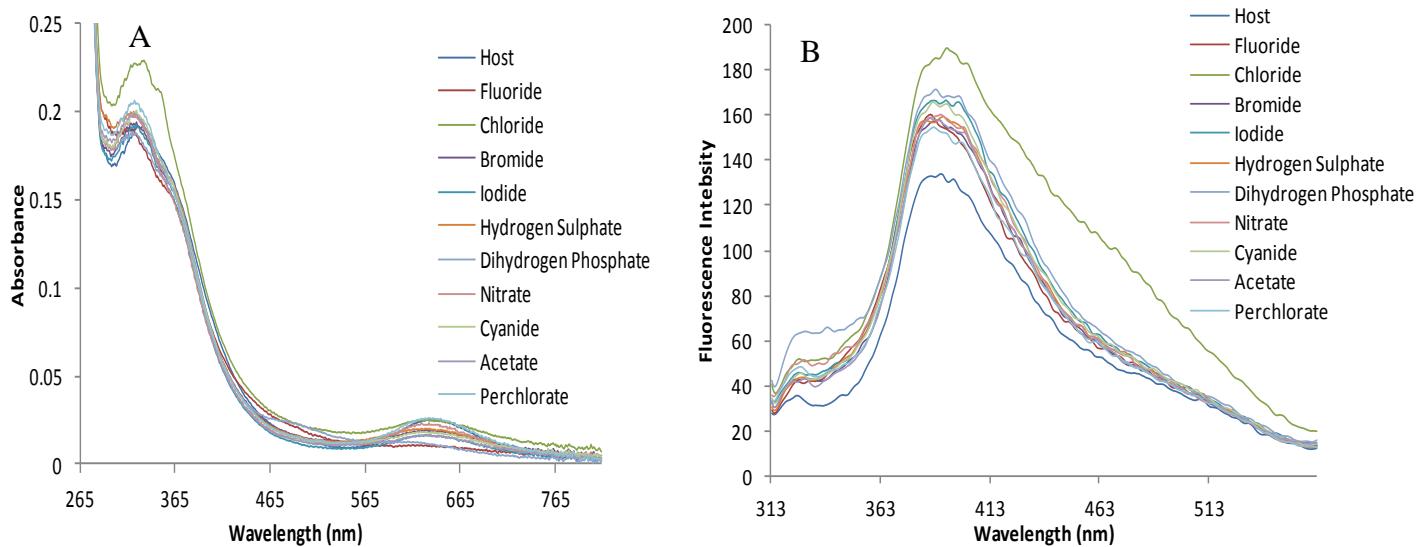 A
0.25
0.2
0.15
0.1
0.05
0
Absorbance
265 365 465 565 665 765
Wavelength (nm)
Host
Fluoride
Chloride
Bromide
Iodide
Hydrogen Sulphate
Dihydrogen Phosphate
Nitrate
Cyanide
Acetate
Perchlorate
B
200
180
160
140
120
100
80
60
40
20
0
Fluorescence Intebsity
313 363 413 463 513
Wavelength (nm)
Host
Fluoride
Chloride
Bromide
Iodide
Hydrogen Sulphate
Dihydrogen Phosphate
Nitrate
Cyanide
Acetate
Perchlorate